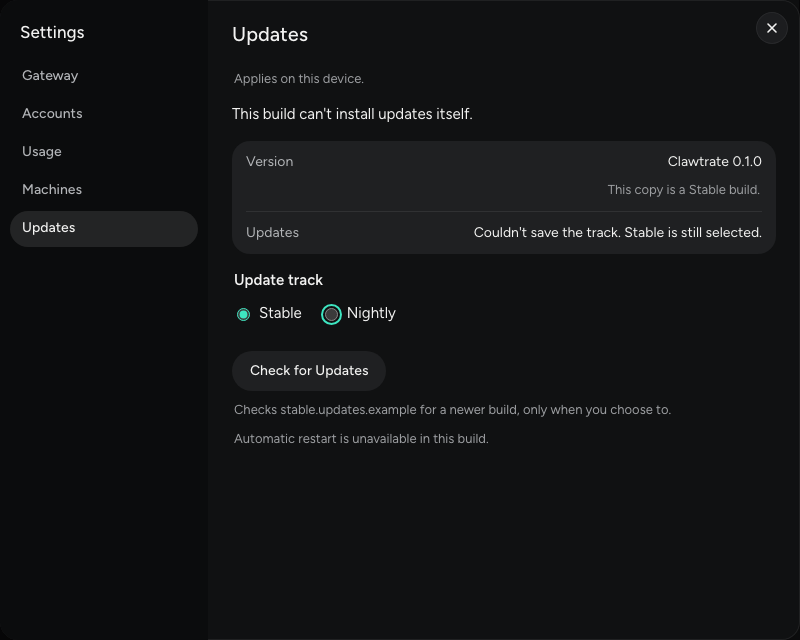 Settings
Gateway
Accounts
Usage
Machines
Updates
Updates
Applies on this device.
This build can't install updates itself.
Version
Clawtrate 0.1.0
This copy is a Stable build.
Updates
Couldn't save the track. Stable is still selected.
Update track
Stable
Nightly
Check for Updates
Checks stable.updates.example for a newer build, only when you choose to.
Automatic restart is unavailable in this build.